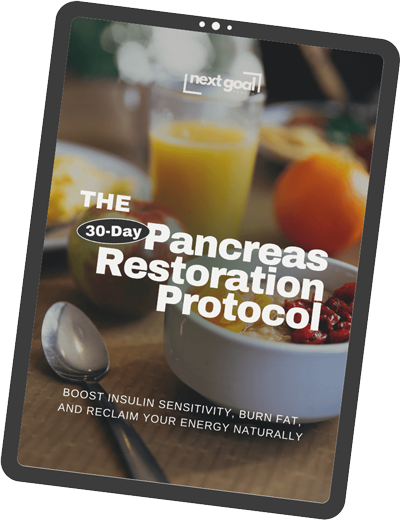 next goal
THE
30-Day Pancreas
Restoration
Protocol
BOOST INSULIN SENSITIVITY, BURN FAT,
AND RECLAIM YOUR ENERGY NATURALLY